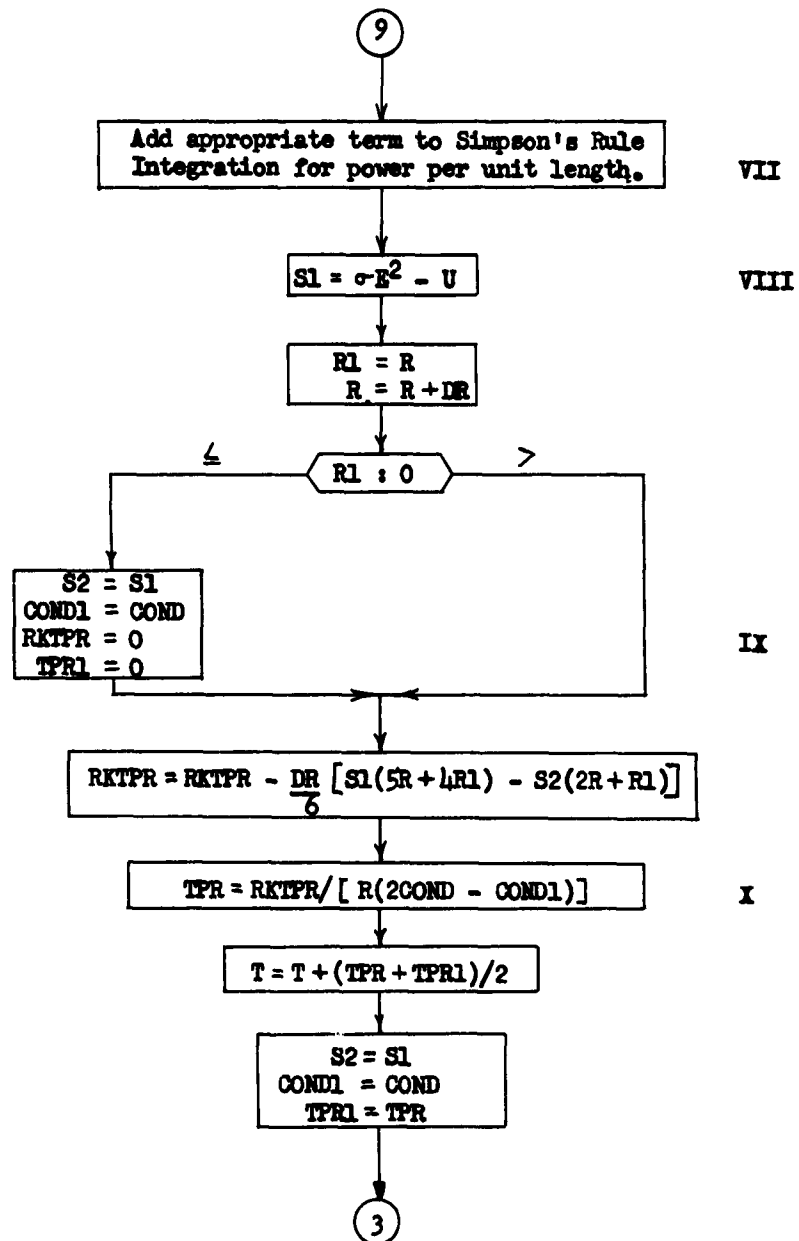 9
Add appropriate term to Simpson's Rule
Integration for power per unit length.
VII
S1 = σE² - U
VIII
R1 = R
R = R + DR
≤
R1 : 0
>
S2 = S1
COND1 = COND
RKTPR = 0
TPR1 = 0
IX
RKTPR = RKTPR - DR/6 [S1(5R + 4R1) - S2(2R + R1)]
TPR = RKTPR/[ R(2COND - COND1)]
X
T = T + (TPR + TPR1)/2
S2 = S1
COND1 = COND
TPR1 = TPR
3